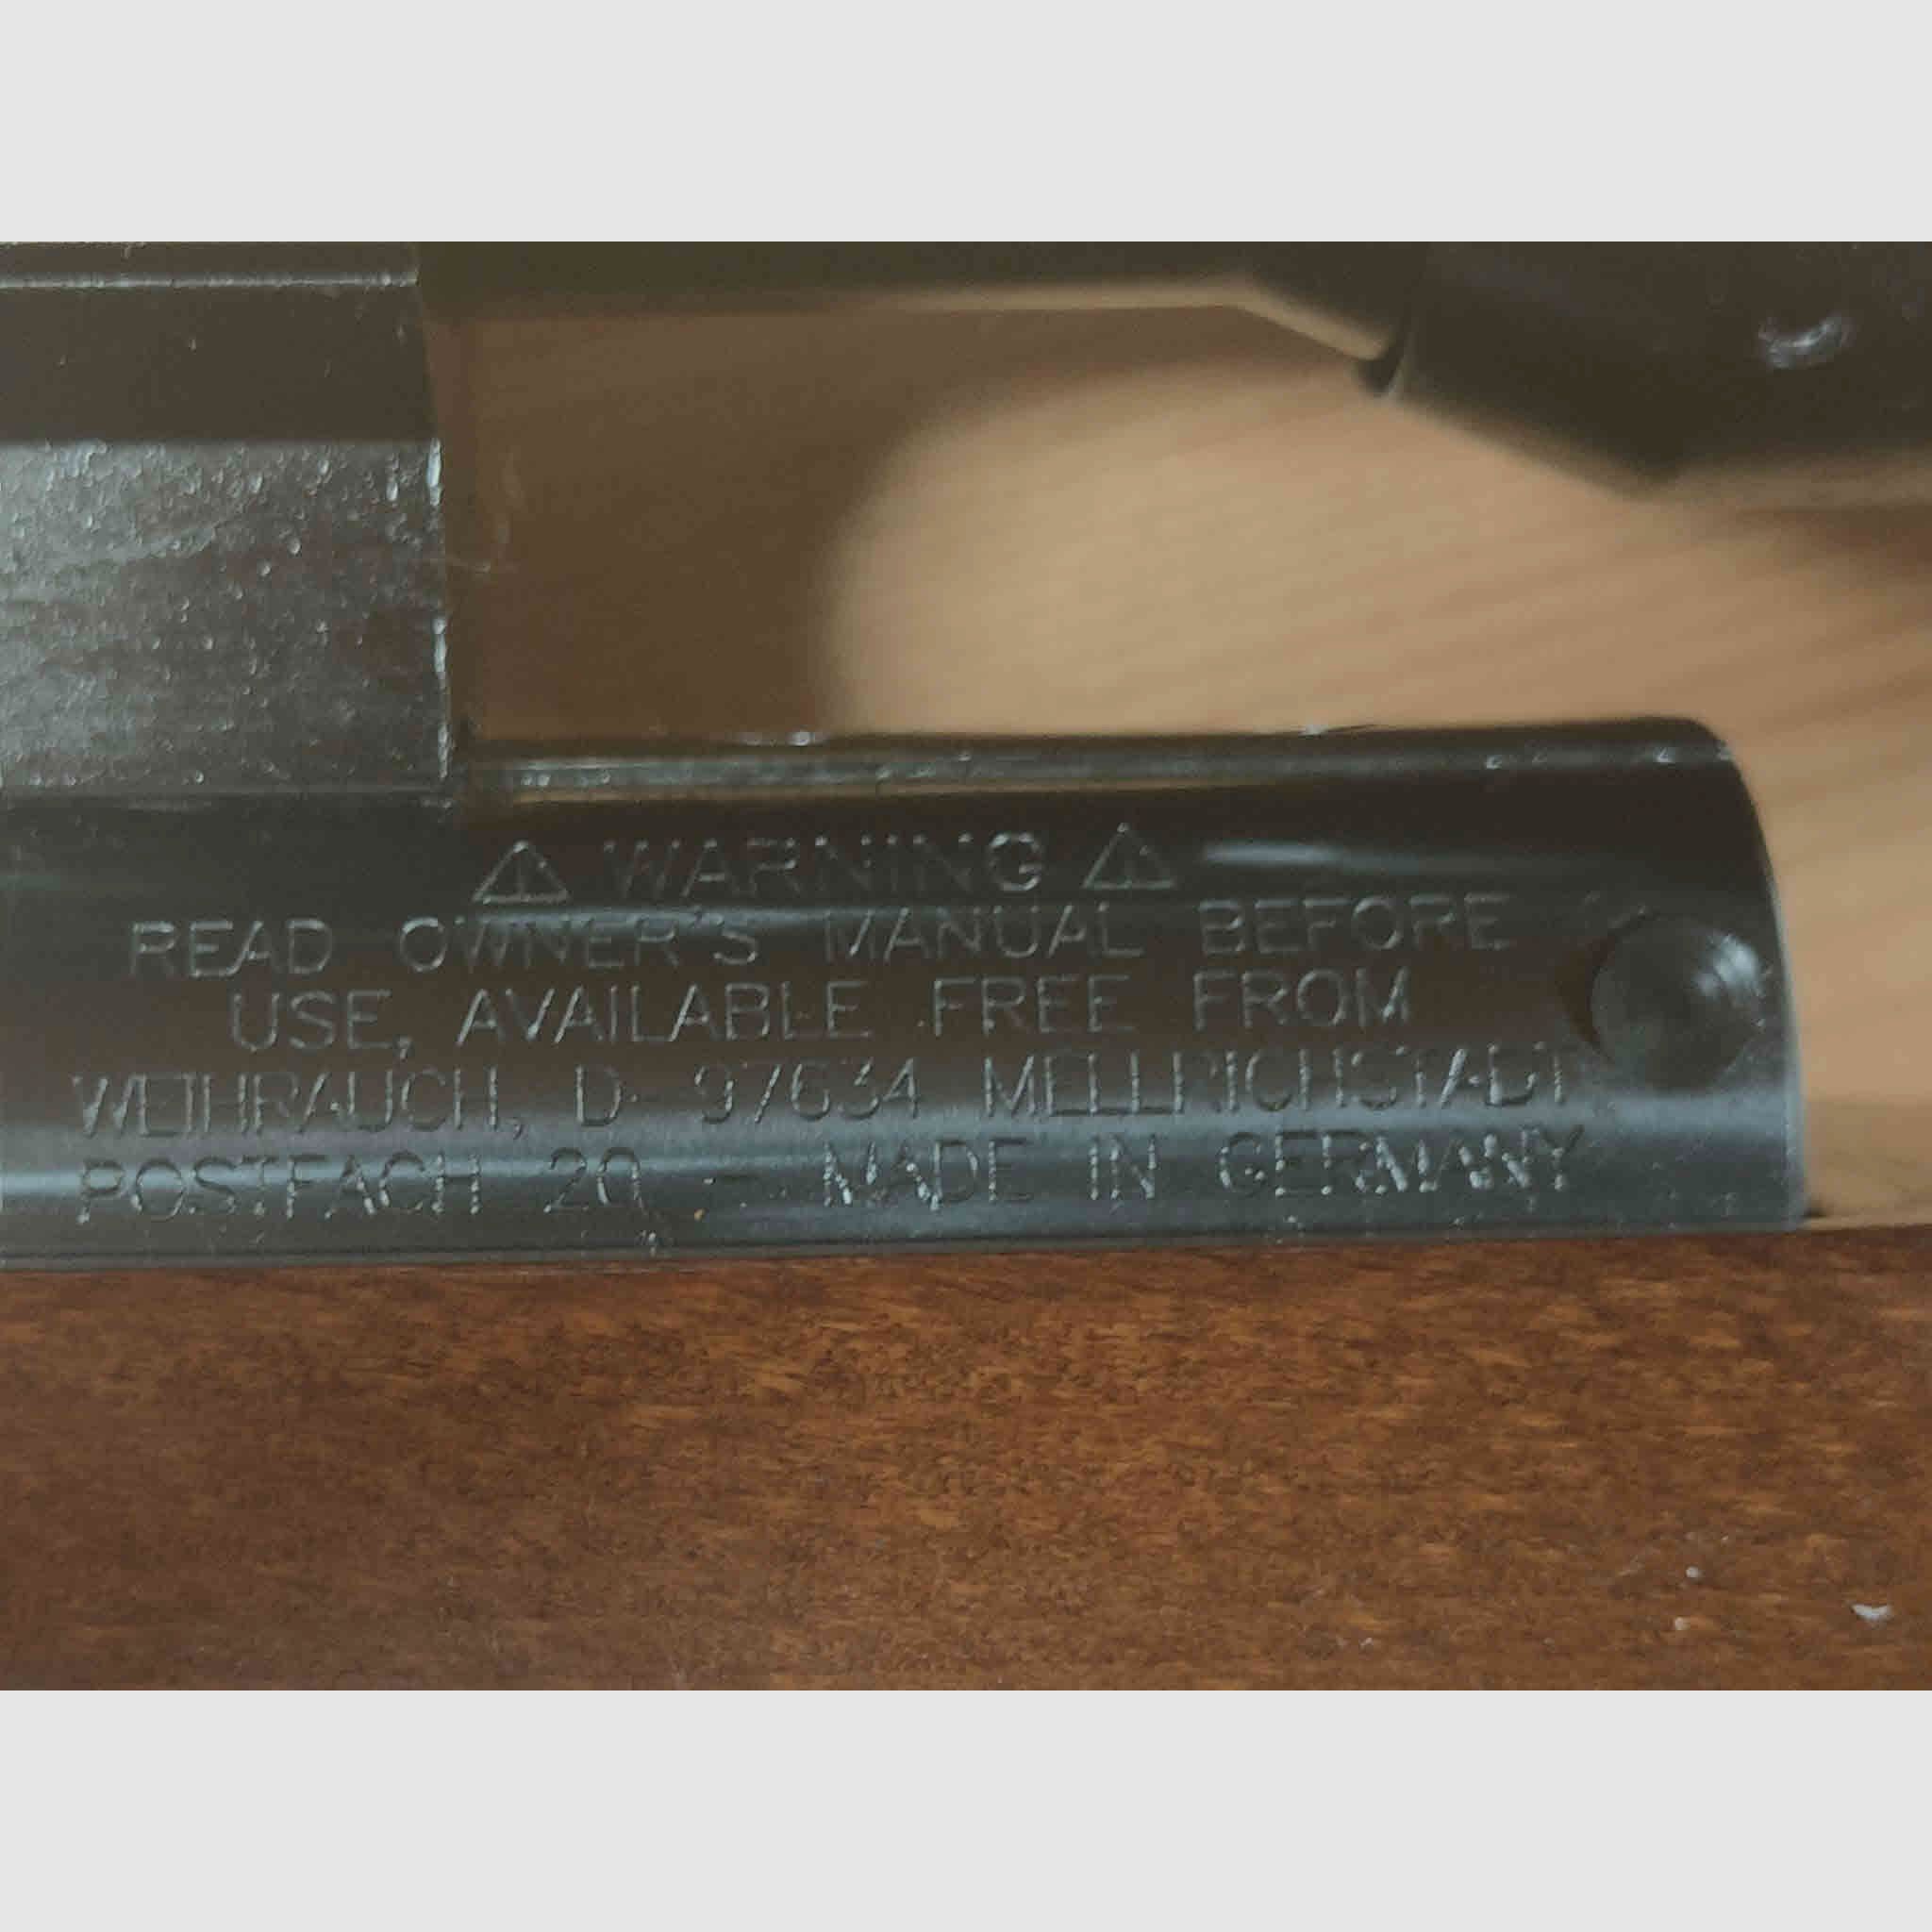 ⚠ WARNING ⚠
READ OWNER'S MANUAL BEFORE
USE, AVAILABLE FREE FROM
WEIHRAUCH, D- 97634 MELLRICHSTADT
POSTFACH 20 - MADE IN GERMANY